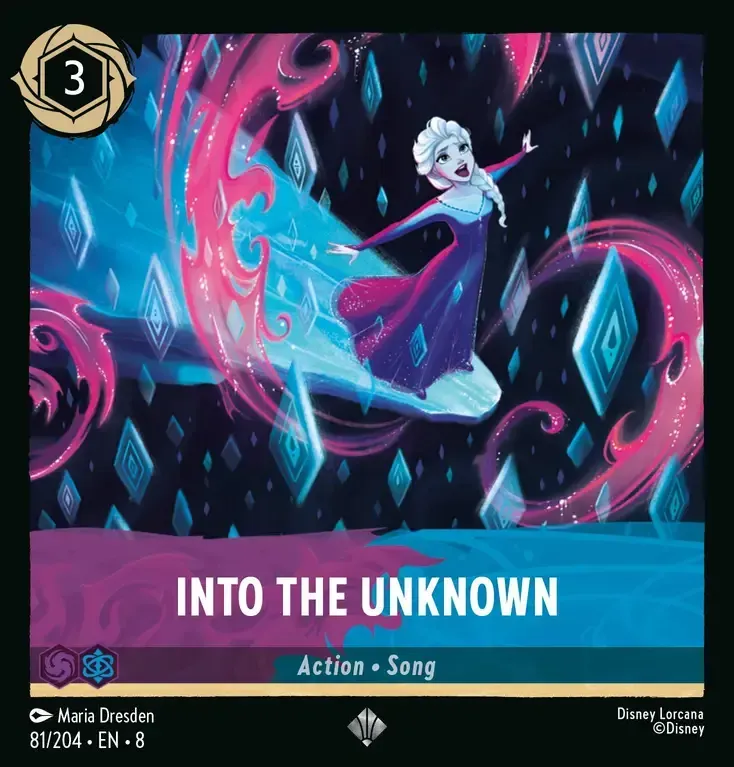 3
INTO THE UNKNOWN
Action • Song
Maria Dresden
81/204 • EN • 8
Disney Lorcana
©Disney